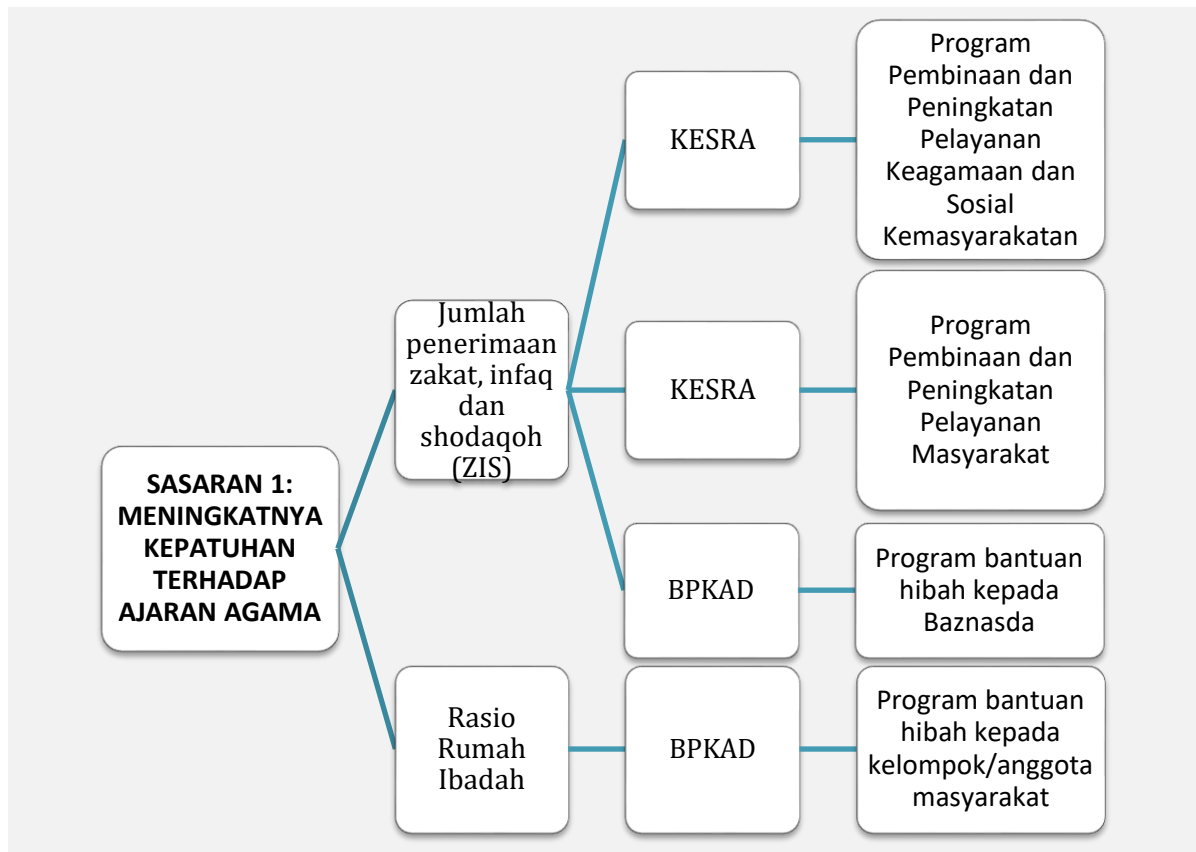 Program
Pembinaan dan
Peningkatan
Pelayanan
Keagamaan dan
Sosial
Kemasyarakatan
KESRA
Jumlah
penerimaan
zakat, infaq
dan
shodaqoh
(ZIS)
KESRA
Program
Pembinaan dan
Peningkatan
Pelayanan
Masyarakat
SASARAN 1:
MENINGKATNYA
KEPATUHAN
TERHADAP
AJARAN AGAMA
BPKAD
Program bantuan
hibah kepada
Baznasda
Rasio
Rumah
Ibadah
BPKAD
Program bantuan
hibah kepada
kelompok/anggota
masyarakat